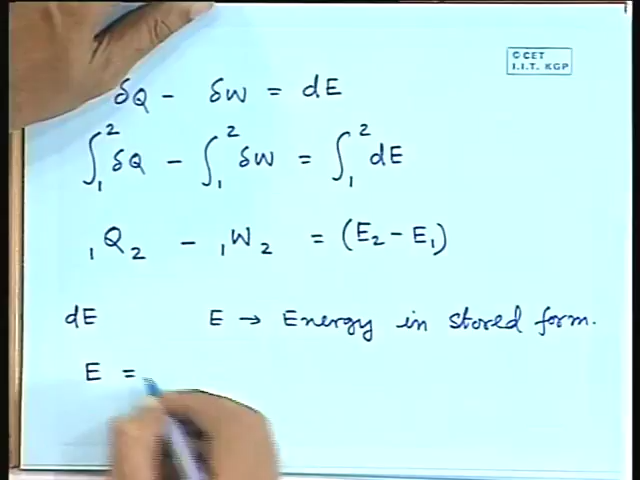 © CET
I.I.T. KGP
δQ - δW = dE
∫₁² δQ - ∫₁² δW = ∫₁² dE
₁Q₂ - ₁W₂ = (E₂ - E₁)
dE E → Energy in stored form.
E =